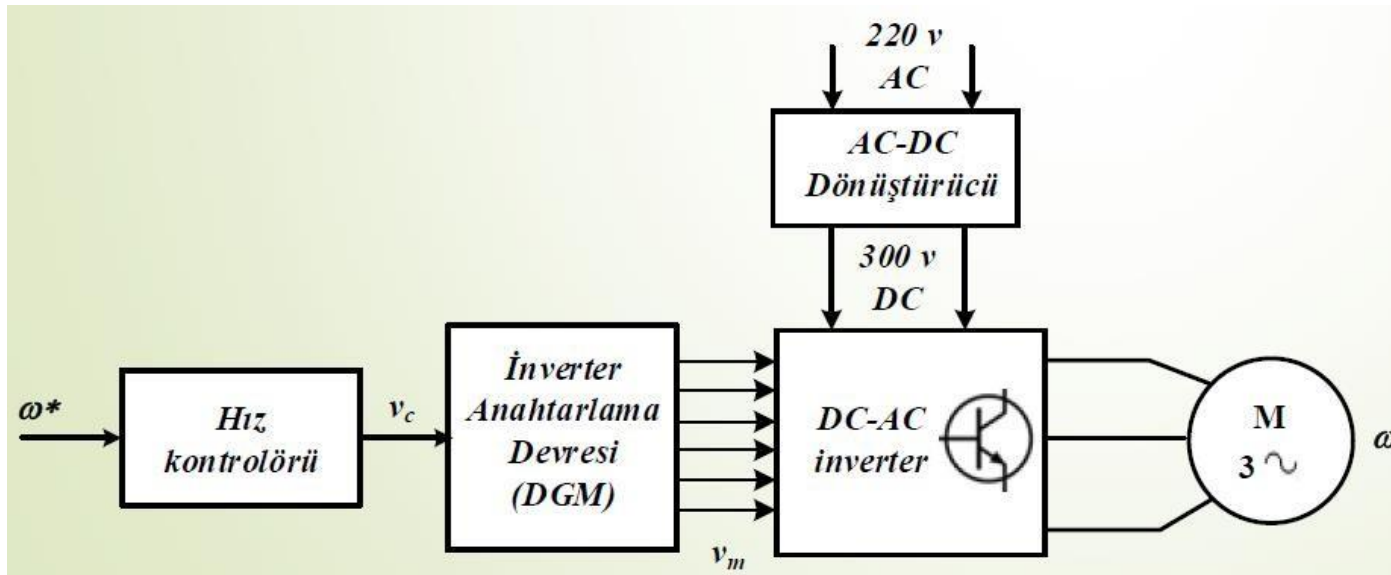 220 v
AC
AC-DC
Dönüştürücü
300 v
DC
ω*
Hız
kontrolörü
v_c
İnverter
Anahtarlama
Devresi
(DGM)
v_m
DC-AC
inverter
M
3 ~
ω